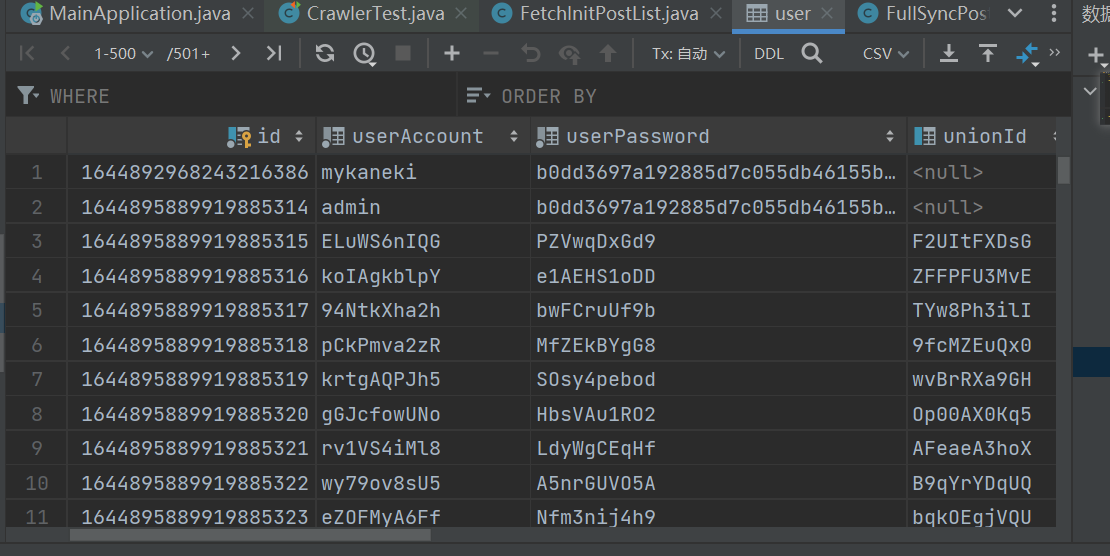 MainApplication.java CrawlerTest.java FetchInitPostList.java user FullSyncPos
数据
1-500 /501+ Tx: 自动 DDL CSV
WHERE ORDER BY
id userAccount userPassword unionId
1 1644892968243216386 mykaneki b0dd3697a192885d7c055db46155b… <null>
2 1644895889919885314 admin b0dd3697a192885d7c055db46155b… <null>
3 1644895889919885315 ELuWS6nIQG PZVwqDxGd9 F2UItFXDsG
4 1644895889919885316 koIAgkblpY e1AEHS1oDD ZFFPFU3MvE
5 1644895889919885317 94NtkXha2h bwFCruUf9b TYw8Ph3ilI
6 1644895889919885318 pCkPmva2zR MfZEkBYgG8 9fcMZEuQx0
7 1644895889919885319 krtgAQPJh5 SOsy4pebod wvBrRXa9GH
8 1644895889919885320 gGJcfowUNo HbsVAu1RO2 Op00AX0Kq5
9 1644895889919885321 rv1VS4iMl8 LdyWgCEqHf AFeaeA3hoX
10 1644895889919885322 wy79ov8sU5 A5nrGUVO5A B9qYrYDqUQ
11 1644895889919885323 eZOFMyA6Ff Nfm3nij4h9 bqkOEgjVQU